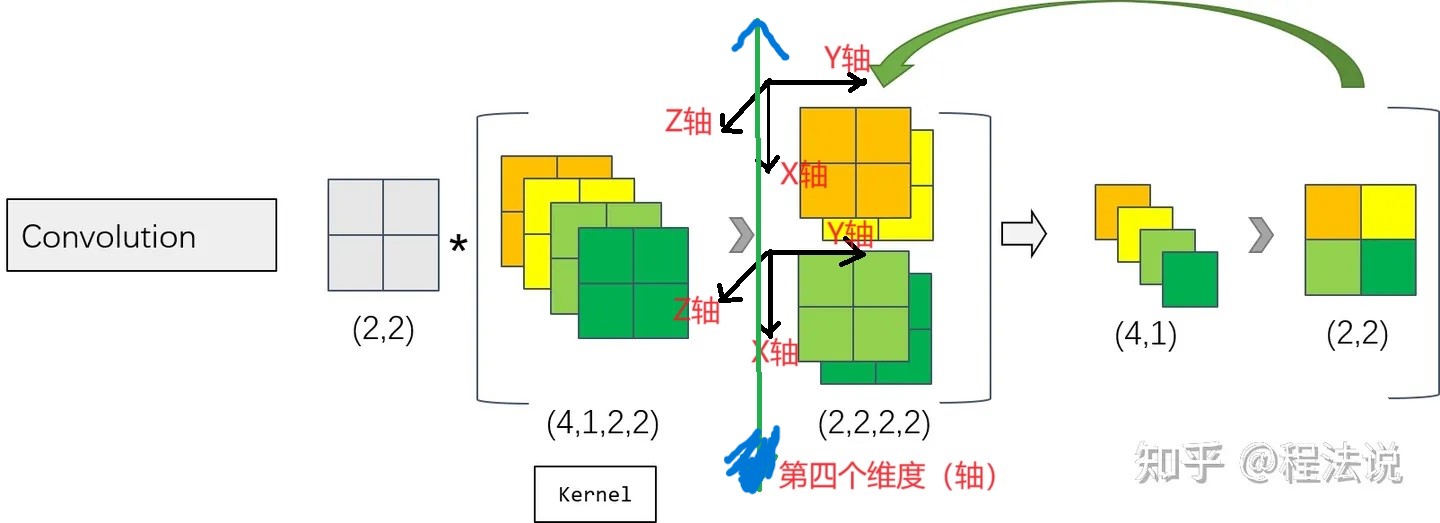 Y轴
Z轴
X轴
Convolution
*
Y轴
Z轴
X轴
(2,2)
(4,1)
(2,2)
(4,1,2,2)
(2,2,2,2)
第四个维度（轴）
Kernel
知乎 @程法说